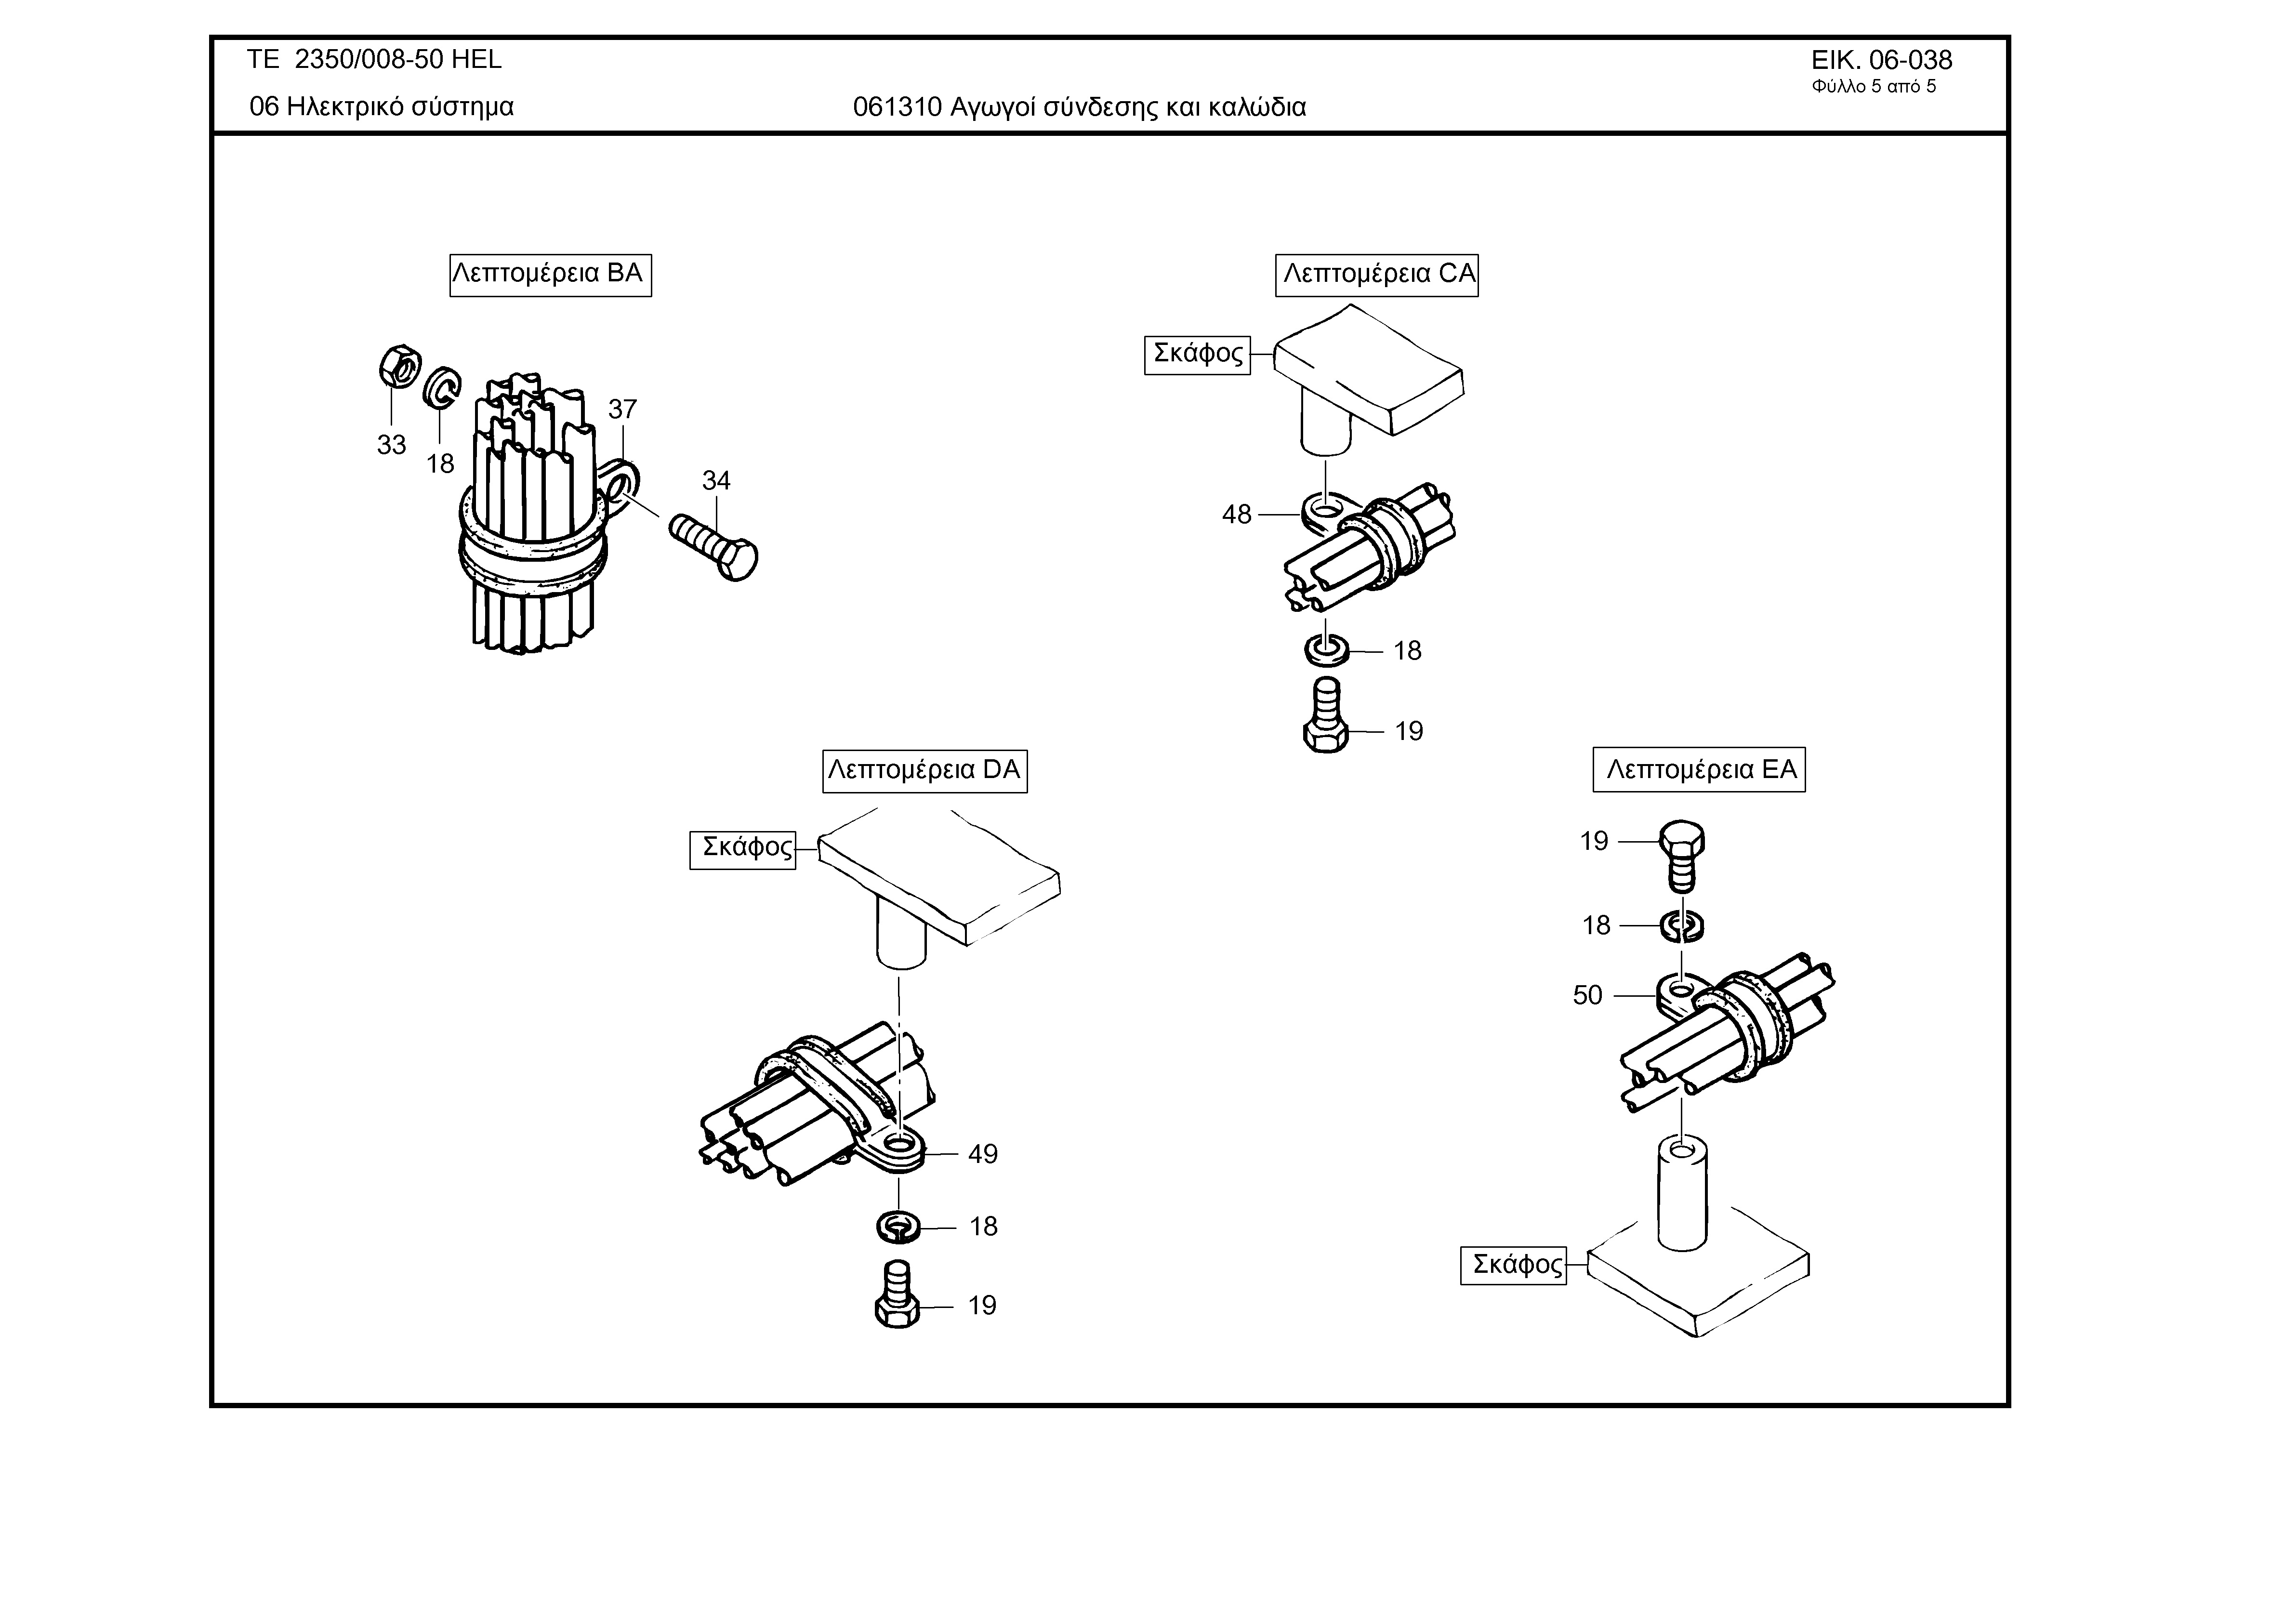 TE 2350/008-50 HEL
ΕΙΚ. 06-038
Φύλλο 5 από 5
06 Ηλεκτρικό σύστημα
061310 Αγωγοί σύνδεσης και καλώδια
Λεπτομέρεια BA
33
18
37
34
Λεπτομέρεια CA
Σκάφος
48
18
19
Λεπτομέρεια DA
Σκάφος
49
18
19
Λεπτομέρεια EA
19
18
50
Σκάφος